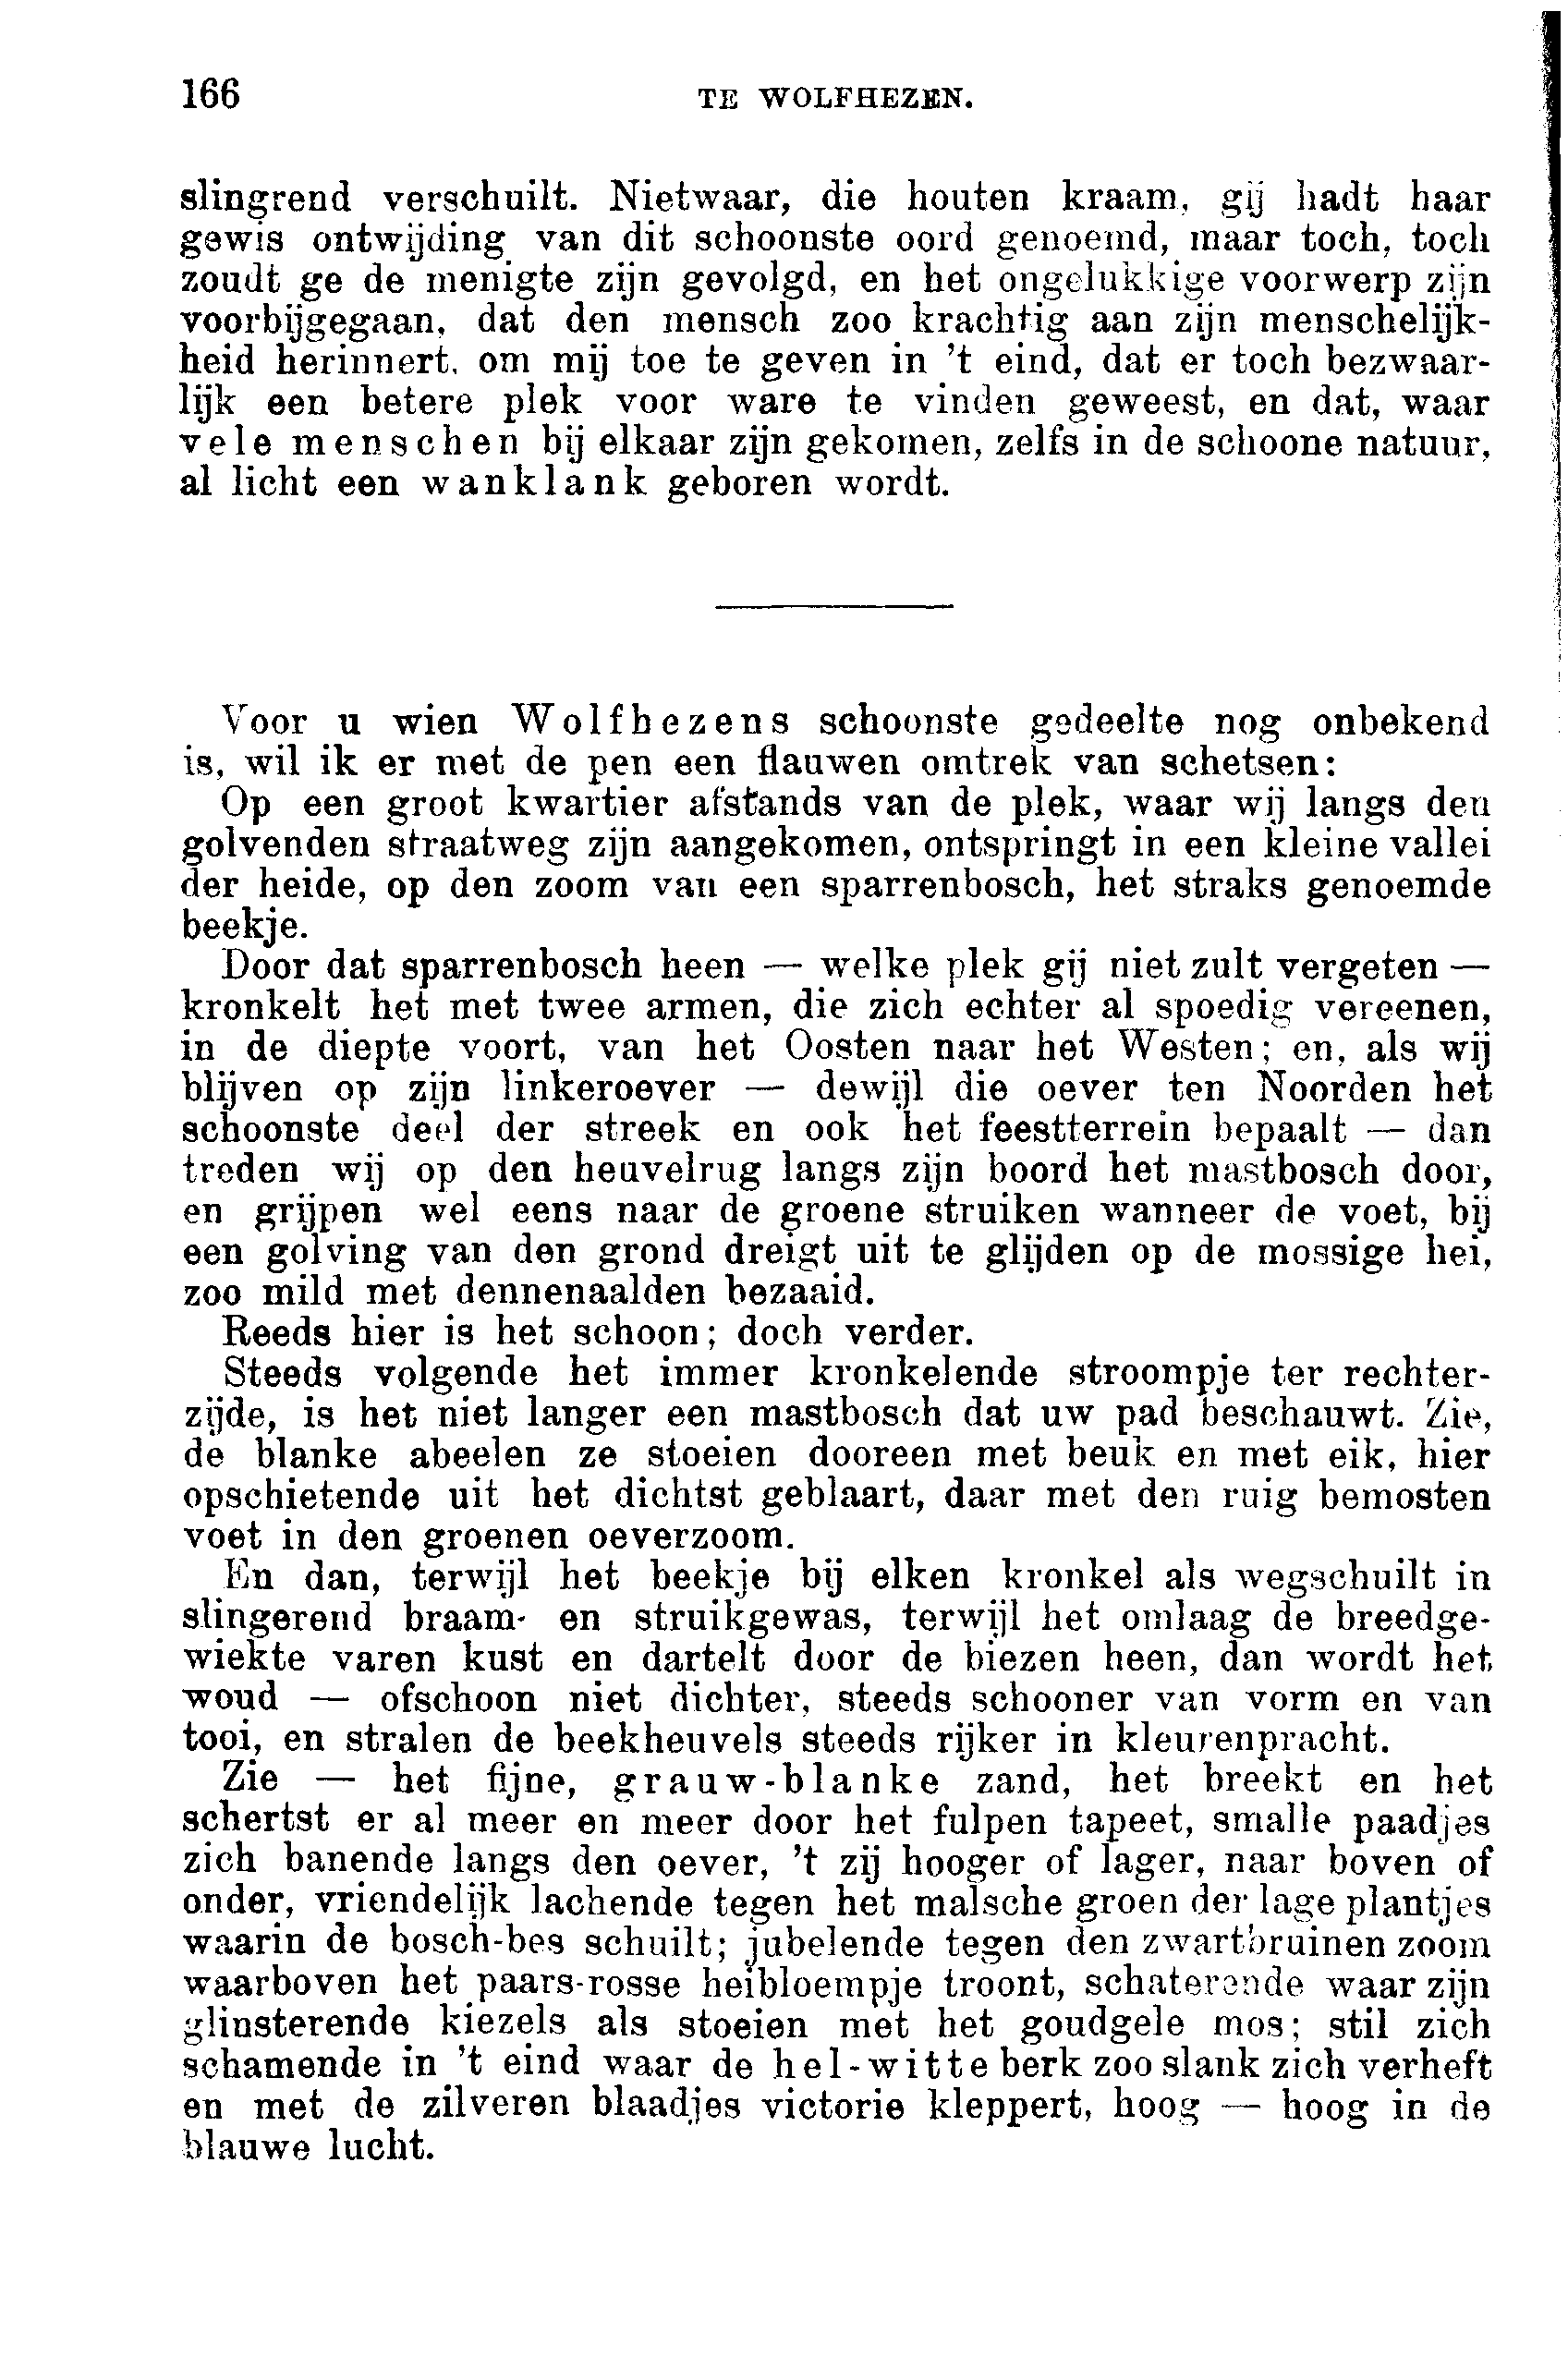 166
TE WOLFHEZEN.
slingrend verschuilt. Nietwaar, die houten kraam, gij hadt haar
gewis ontwijding van dit schoonste oord genoemd, maar toch, toch
zoudt ge de menigte zijn gevolgd, en het ongelukkige voorwerp zijn
voorbijgegaan, dat den mensch zoo krachtig aan zijn menschelijk-
heid herinnert, om mij toe te geven in 't eind, dat er toch bezwaar-
lijk een betere plek voor ware te vinden geweest, en dat, waar
vele menschen bij elkaar zijn gekomen, zelfs in de schoone natuur,
al licht een wanklank geboren wordt.
Voor u wien Wolfhezens schoonste gedeelte nog onbekend
is, wil ik er met de pen een flauwen omtrek van schetsen:
Op een groot kwartier afstands van de plek, waar wij langs den
golvenden straatweg zijn aangekomen, ontspringt in een kleine vallei
der heide, op den zoom van een sparrenbosch, het straks genoemde
beekje.
Door dat sparrenbosch heen — welke plek gij niet zult vergeten —
kronkelt het met twee armen, die zich echter al spoedig vereenen,
in de diepte voort, van het Oosten naar het Westen; en, als wij
blijven op zijn linkeroever — dewijl die oever ten Noorden het
schoonste deel der streek en ook het feestterrein bepaalt — dan
treden wij op den heuvelrug langs zijn boord het mastbosch door,
en grijpen wel eens naar de groene struiken wanneer de voet, bij
een golving van den grond dreigt uit te glijden op de mossige hei,
zoo mild met dennenaalden bezaaid.
Reeds hier is het schoon; doch verder.
Steeds volgende het immer kronkelende stroompje ter rechter-
zijde, is het niet langer een mastbosch dat uw pad beschauwt. Zie,
de blanke abeelen ze stoeien dooreen met beuk en met eik, hier
opschietende uit het dichtst geblaart, daar met den ruig bemosten
voet in den groenen oeverzoom.
En dan, terwijl het beekje bij elken kronkel als wegschuilt in
slingerend braam- en struikgewas, terwijl het omlaag de breedge-
wiekte varen kust en dartelt door de biezen heen, dan wordt het
woud — ofschoon niet dichter, steeds schooner van vorm en van
tooi, en stralen de beekheuvels steeds rijker in kleurenpracht.
Zie — het fijne, grauw-blanke zand, het breekt en het
schertst er al meer en meer door het fulpen tapeet, smalle paadjes
zich banende langs den oever, 't zij hooger of lager, naar boven of
onder, vriendelijk lachende tegen het malsche groen der lage plantjes
waarin de bosch-bes schuilt; jubelende tegen den zwartbruinen zoom
waarboven het paars-rosse heibloempje troont, schaterende waar zijn
glinsterende kiezels als stoeien met het goudgele mos; stil zich
schamende in 't eind waar de hel-witte berk zoo slank zich verheft
en met de zilveren blaadjes victorie kleppert, hoog — hoog in de
blauwe lucht.